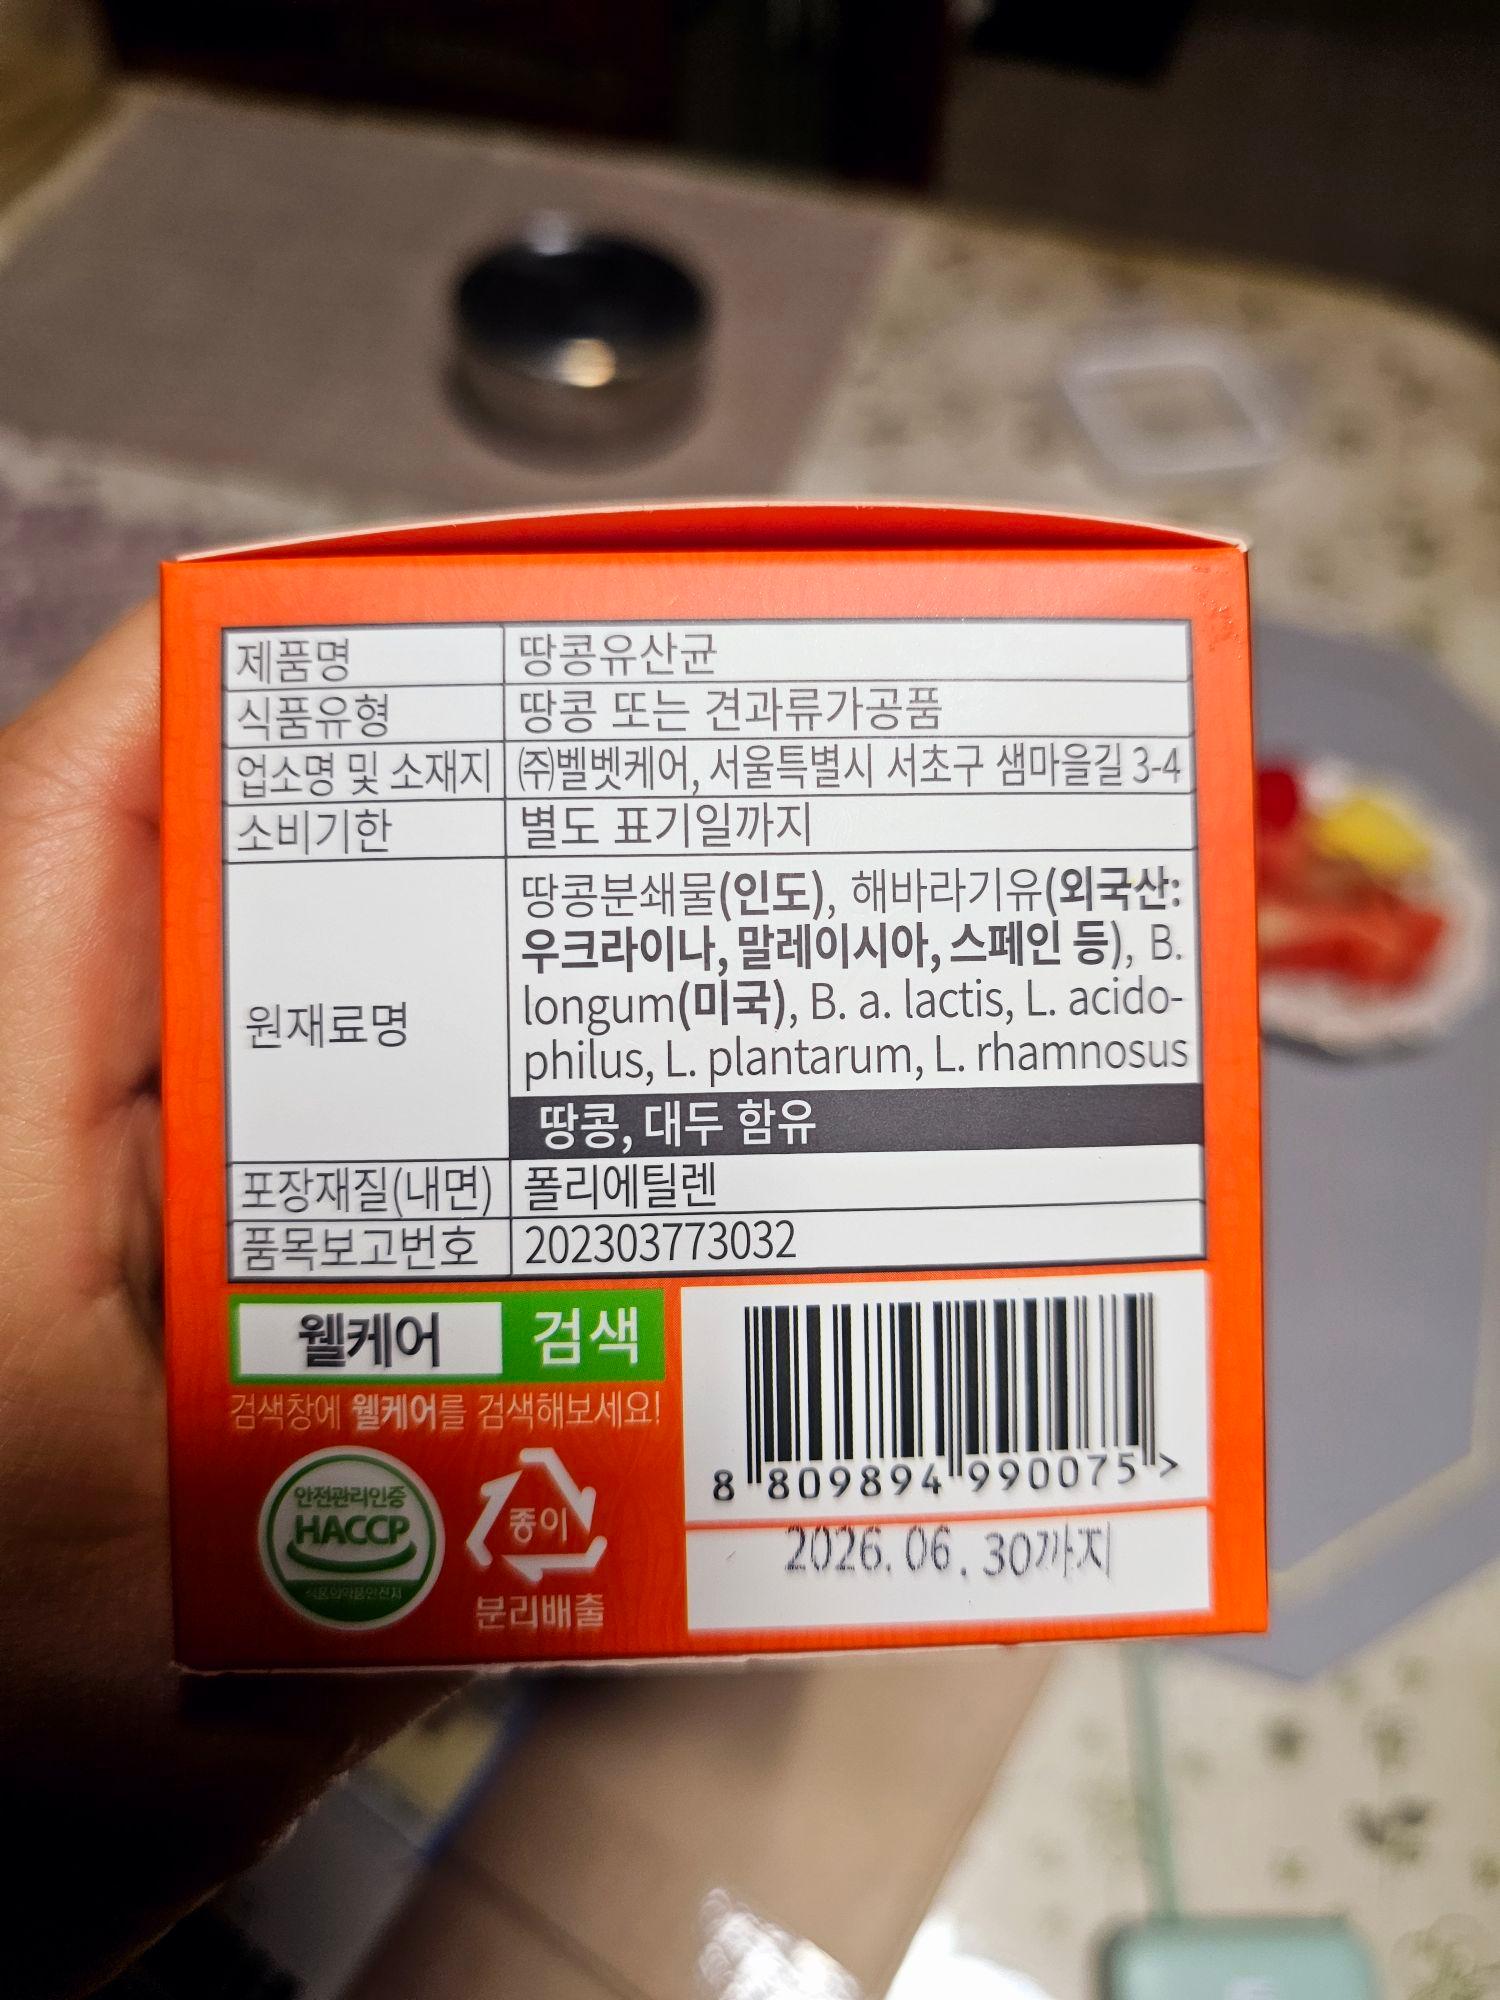 제품명 땅콩유산균
식품유형 땅콩 또는 견과류가공품
업소명 및 소재지 ㈜벨벳케어, 서울특별시 서초구 샘마을길 3-4
소비기한 별도 표기일까지
원재료명
땅콩분쇄물(인도), 해바라기유(외국산:
우크라이나, 말레이시아, 스페인 등), B.
longum(미국), B. a. lactis, L. acido-
philus, L. plantarum, L. rhamnosus
땅콩, 대두 함유
포장재질(내면) 폴리에틸렌
품목보고번호 202303773032
웰케어 검색
검색창에 웰케어를 검색해보세요!
안전관리인증
HACCP
식품의약품안전처
종이
분리배출
8 809894 990075 >
2026. 06. 30까지